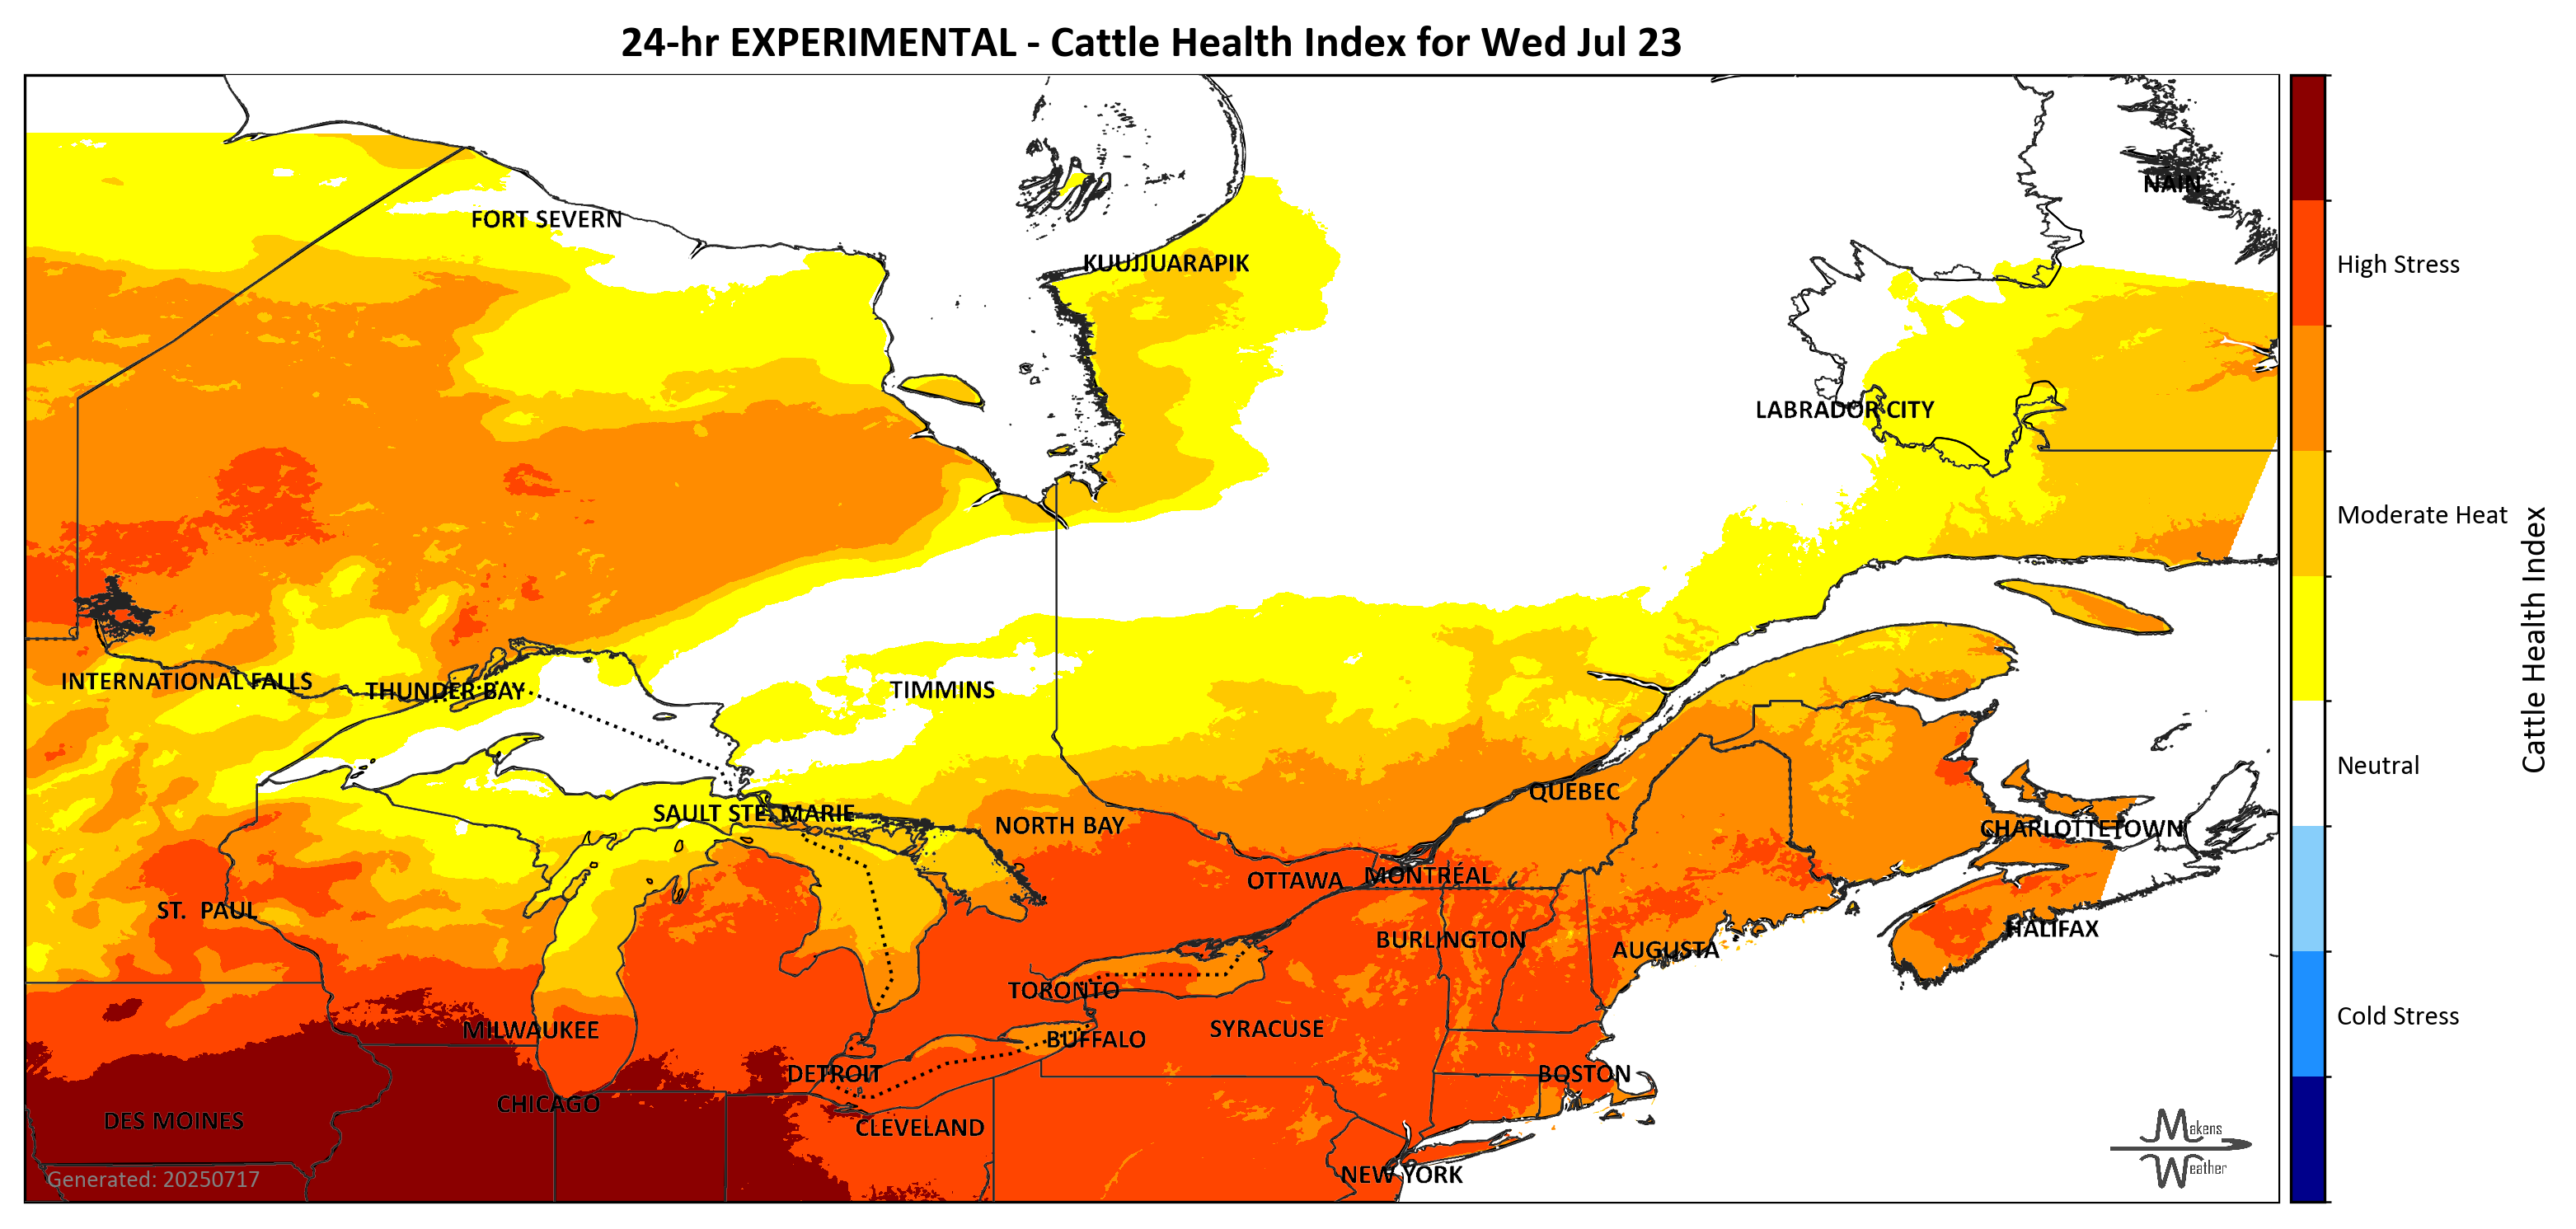 24-hr EXPERIMENTAL - Cattle Health Index for Wed Jul 23
NAIN
FORT SEVERN
KUUJJUARAPIK
High Stress
LABRADOR CITY
Moderate Heat
Cattle Health Index
INTERNATIONAL FALLS
THUNDER BAY
TIMMINS
Neutral
QUEBEC
SAULT STE. MARIE
NORTH BAY
CHARLOTTETOWN
OTTAWA
MONTRÉAL
ST. PAUL
HALIFAX
BURLINGTON
AUGUSTA
TORONTO
Cold Stress
MILWAUKEE
SYRACUSE
BUFFALO
DETROIT
BOSTON
CHICAGO
DES MOINES
CLEVELAND
Makens
Weather
NEW YORK
Generated: 20250717